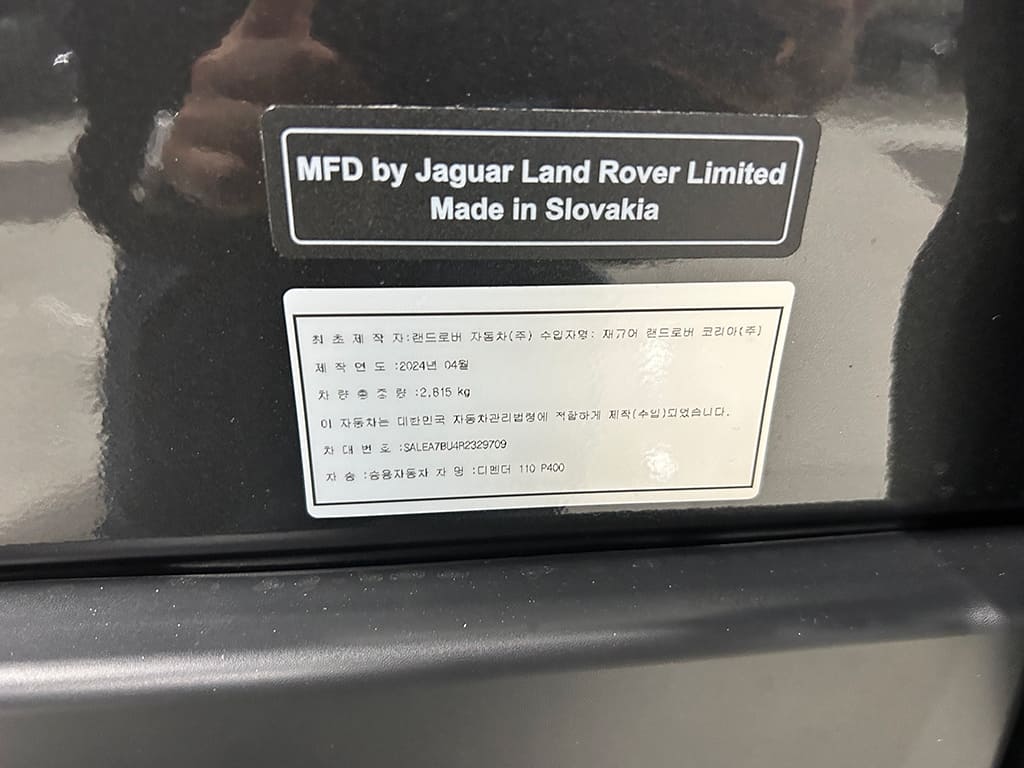 MFD by Jaguar Land Rover Limited
Made in Slovakia
최 초 제 작 자:랜드로버 자동차(주) 수입자명: 재규어 랜드로버 코리아(주)
제 작 연 도 :2024년 04월
차 량 총 중 량 :2,815 kg
이 자동차는 대한민국 자동차관리법령에 적합하게 제작(수입)되었습니다.
차 대 번 호 :SALEA7BU4R2329709
차 종 :승용자동차 차 명 :디펜더 110 P400